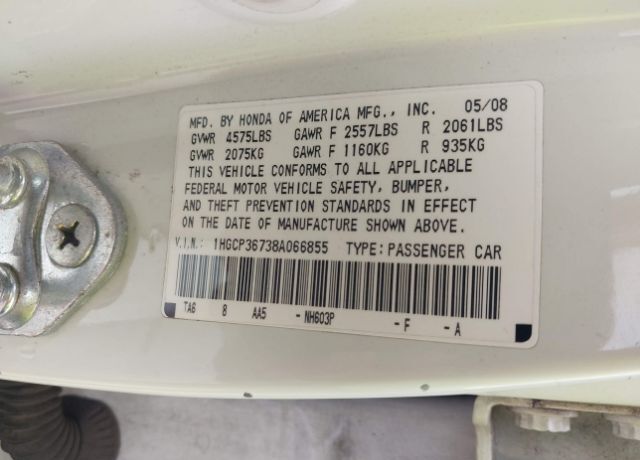 MFD. BY HONDA OF AMERICA MFG., INC. 05/08
GVWR 4575LBS GAWR F 2557LBS R 2061LBS
GVWR 2075KG GAWR F 1160KG R 935KG
THIS VEHICLE CONFORMS TO ALL APPLICABLE
FEDERAL MOTOR VEHICLE SAFETY, BUMPER,
AND THEFT PREVENTION STANDARDS IN EFFECT
ON THE DATE OF MANUFACTURE SHOWN ABOVE.
V.I.N.: 1HGCP36738A066855 TYPE: PASSENGER CAR
TA6 8 AA5 - NH603P -F -A